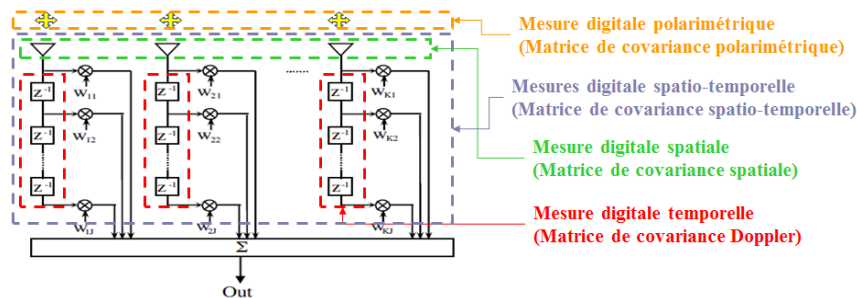 Mesure digitale polarimétrique
(Matrice de covariance polarimétrique)
Mesures digitale spatio-temporelle
(Matrice de covariance spatio-temporelle)
Mesure digitale spatiale
(Matrice de covariance spatiale)
Mesure digitale temporelle
(Matrice de covariance Doppler)
W11 W21 ....... WK1
Z-1 Z-1 Z-1
W12 W22 WK2
Z-1 Z-1 Z-1
Z-1 Z-1 Z-1
W1J W2J WKJ
Σ
Out